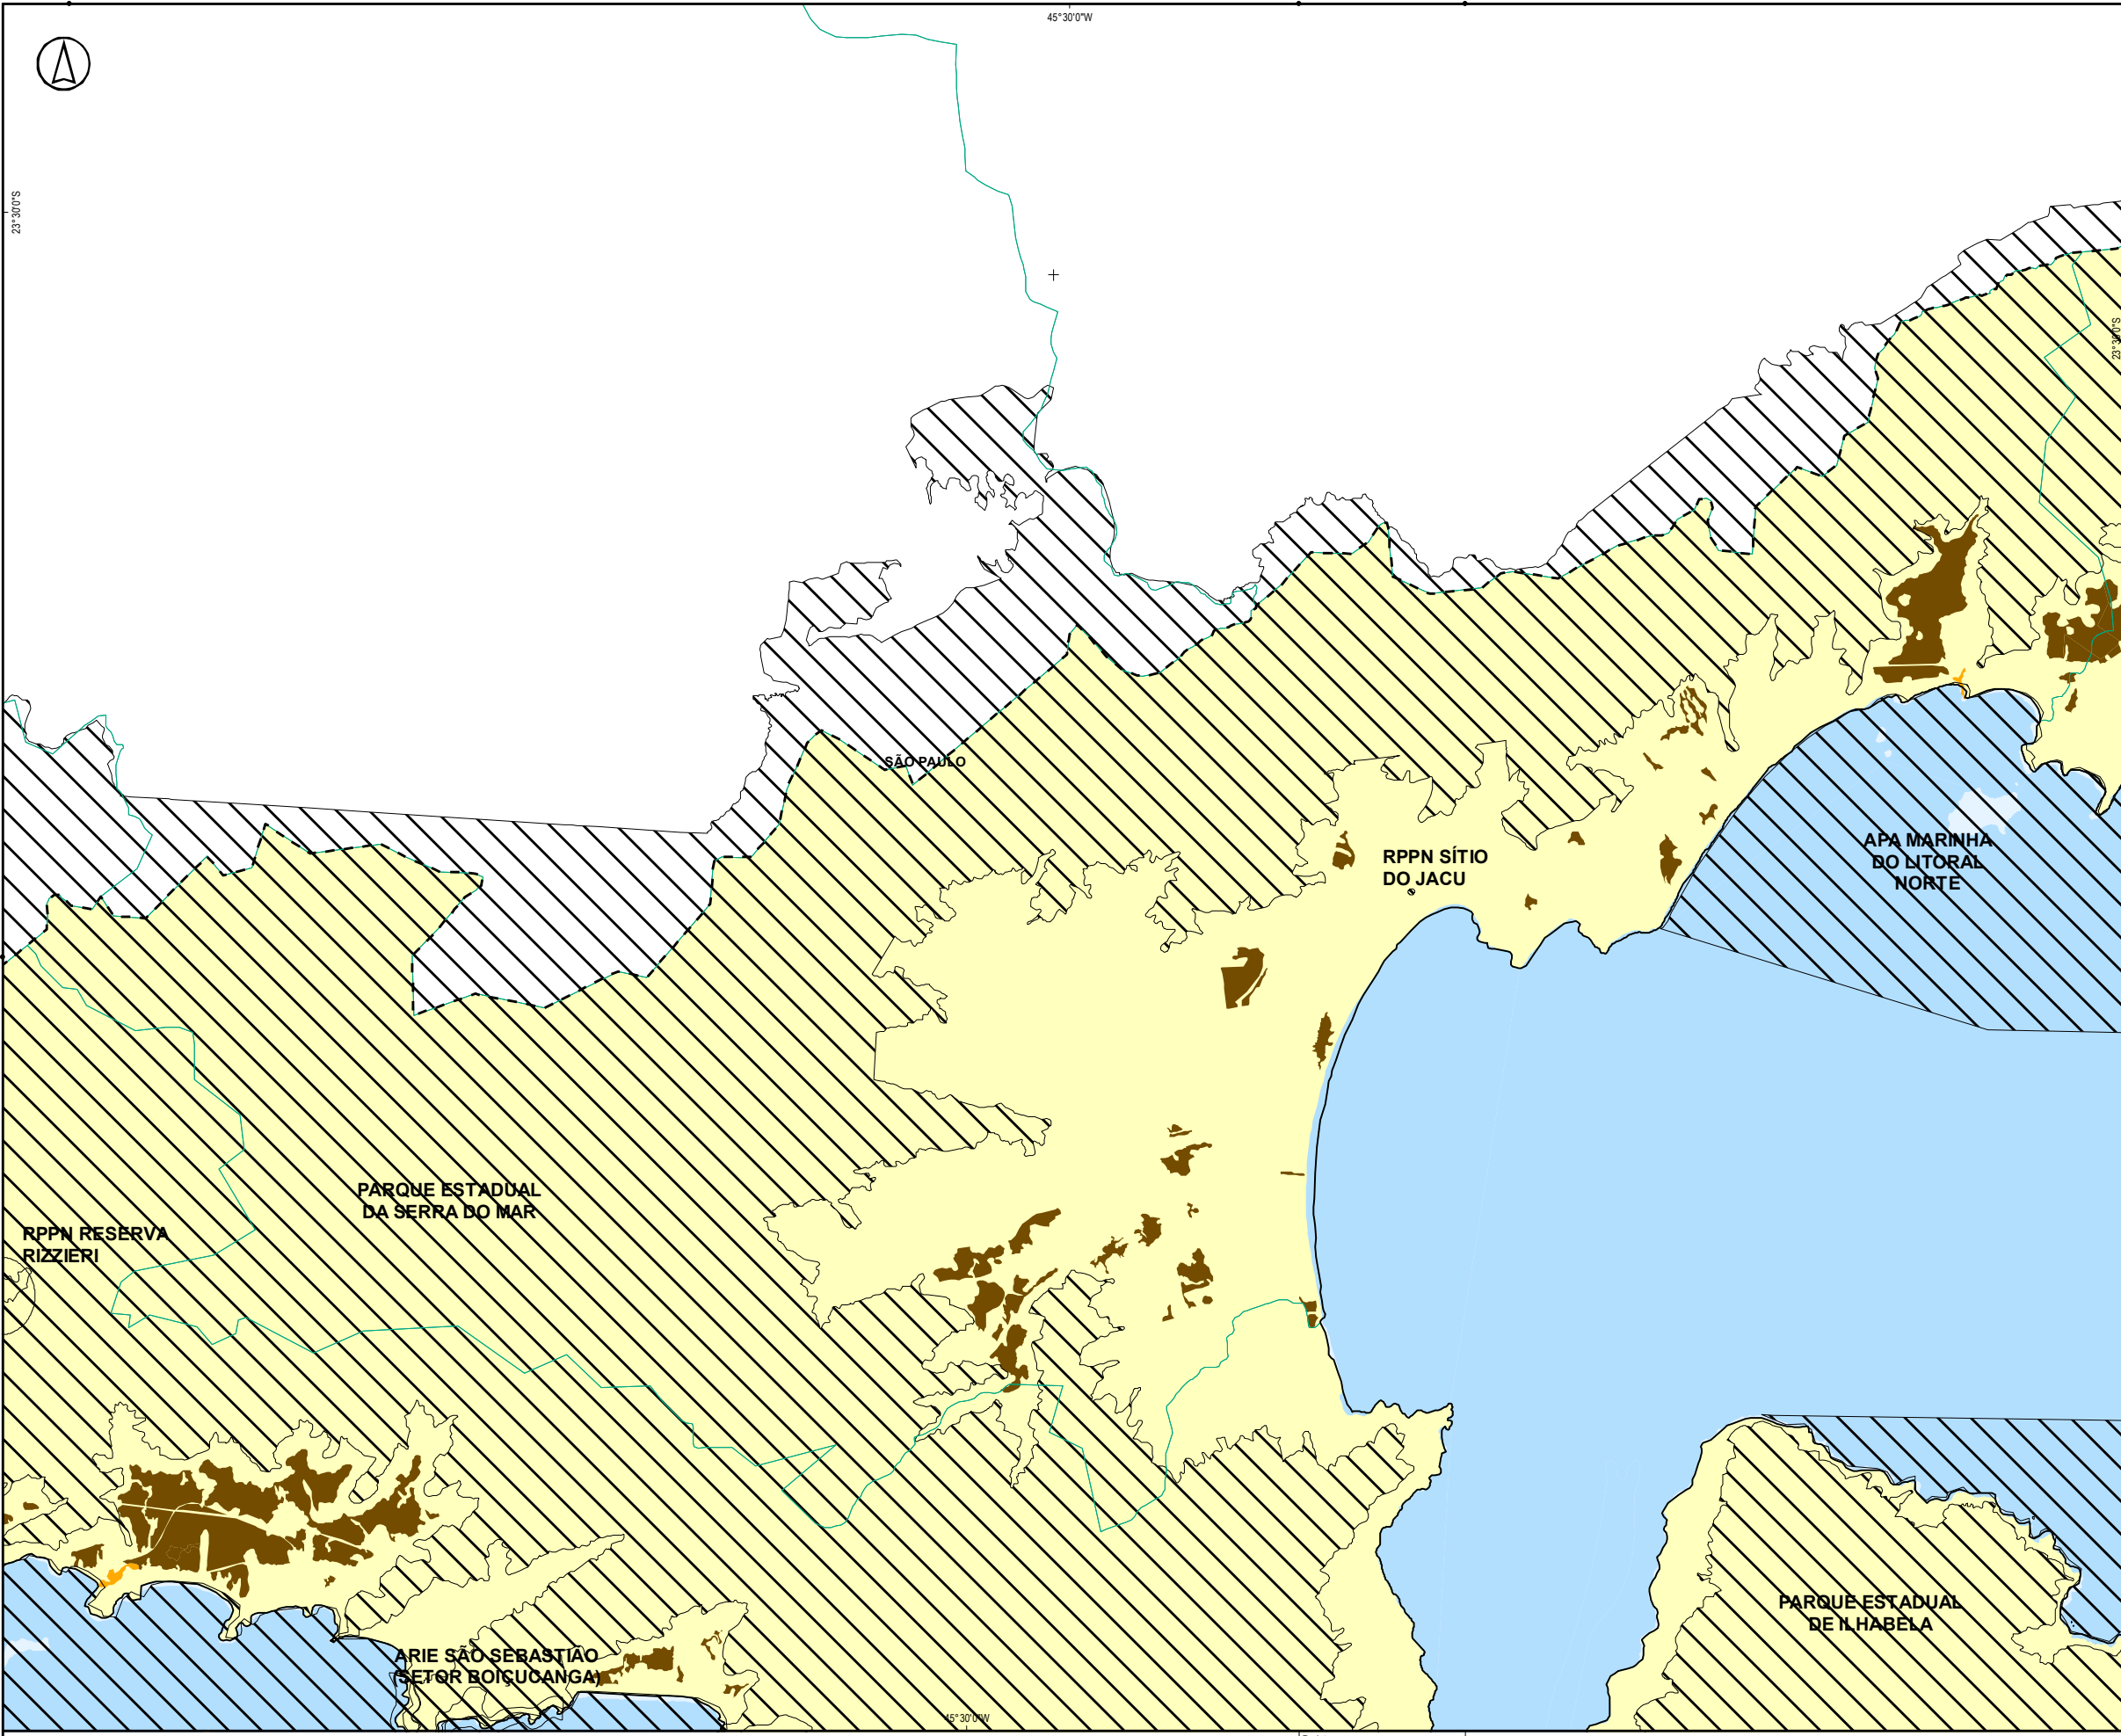 45°30'0"W
23°30'0"S
23°30'0"S
SÃO PAULO
RPPN SÍTIO
DO JACU
APA MARINHA
DO LITORAL
NORTE
PARQUE ESTADUAL
DA SERRA DO MAR
RPPN RESERVA
RIZZIERI
PARQUE ESTADUAL
DE ILHABELA
ARIE SÃO SEBASTIÃO
(SETOR BOIÇUCANGA)
45°30'0"W